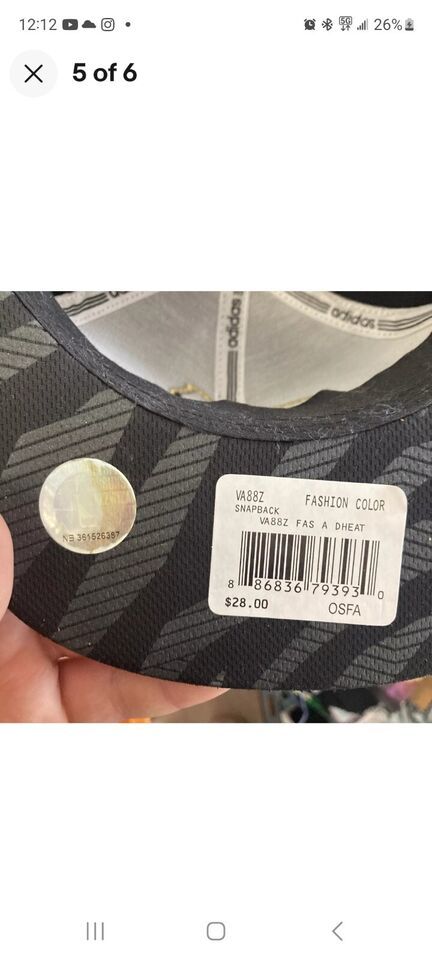 12:12
5G
26%
5 of 6
adidas
adidas
VA88Z FASHION COLOR
SNAPBACK
VA88Z FAS A DHEAT
8 86836 79393 0
$28.00 OSFA